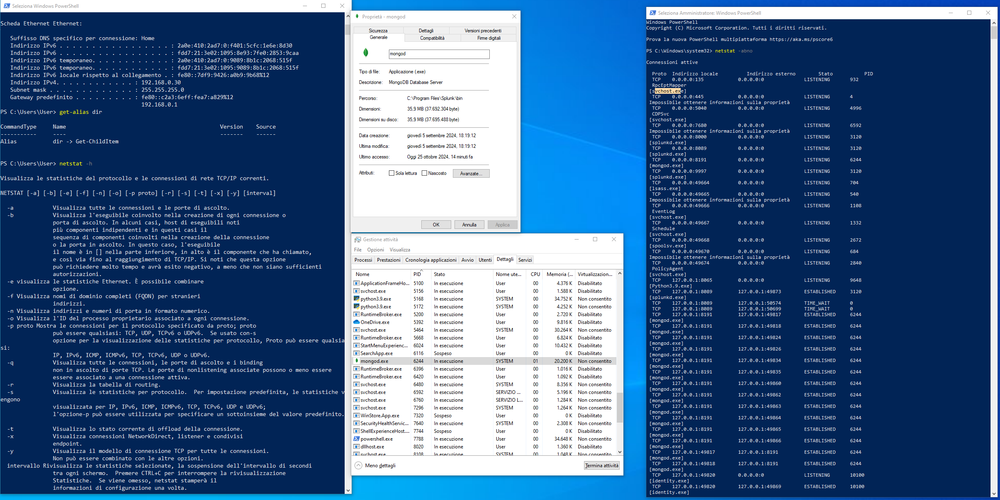 Seleziona Windows PowerShell
Scheda Ethernet Ethernet:
Suffisso DNS specifico per connessione: Home
Indirizzo IPv6 . . . . . . . . . . . . . . . . . : 2a0e:410:2ad7:0:f401:5cfc:1e6e:8d30
Indirizzo IPv6 . . . . . . . . . . . . . . . . . : fdd7:21:3e02:1095:8e93:7fe0:2853:9caa
Indirizzo IPv6 temporaneo. . . . . . . . . . . . : 2a0e:410:2ad7:0:9089:8b1c:2068:515f
Indirizzo IPv6 temporaneo. . . . . . . . . . . . : fdd7:21:3e02:1095:9089:8b1c:2068:515f
Indirizzo IPv6 locale rispetto al collegamento . : fe80::7df9:9426:a0b9:9b68%12
Indirizzo IPv4. . . . . . . . . . . . : 192.168.0.30
Subnet mask . . . . . . . . . . . . . : 255.255.255.0
Gateway predefinito . . . . . . . . . : fe80::c2a3:6eff:fea7:a829%12
192.168.0.1
PS C:\Users\User> get-alias dir
CommandType     Name                                               Version    Source
-----------     ----                                               -------    ------
Alias           dir -> Get-ChildItem
PS C:\Users\User> netstat -h
Visualizza le statistiche del protocollo e le connessioni di rete TCP/IP correnti.
NETSTAT [-a] [-b] [-e] [-f] [-n] [-o] [-p proto] [-r] [-s] [-t] [-x] [-y] [interval]
-a            Visualizza tutte le connessioni e le porte di ascolto.
-b            Visualizza l'eseguibile coinvolto nella creazione di ogni connessione o
porta di ascolto. In alcuni casi, host di eseguibili noti
più componenti indipendenti e in questi casi il
sequenza di componenti coinvolti nella creazione della connessione
o la porta in ascolto. In questo caso, l'eseguibile
il nome è in [] nella parte inferiore, in alto è il componente che ha chiamato,
e così via fino al raggiungimento di TCP/IP. Si noti che questa opzione
può richiedere molto tempo e avrà esito negativo, a meno che non siano sufficienti
autorizzazioni.
-e visualizza le statistiche Ethernet. È possibile combinare
opzione.
-f Visualizza nomi di dominio completi (FQDN) per stranieri
indirizzi.
-n Visualizza indirizzi e numeri di porta in formato numerico.
-o Visualizza l'ID del processo proprietario associato a ogni connessione.
-p proto Mostra le connessioni per il protocollo specificato da proto; proto
può essere qualsiasi: TCP, UDP, TCPv6 o UDPv6.  Se usato con-s
opzione per la visualizzazione delle statistiche per protocollo, Proto può essere qualsia
si:
IP, IPv6, ICMP, ICMPv6, TCP, TCPv6, UDP o UDPv6.
-q            Visualizza tutte le connessioni, le porte di ascolto e i binding
non in ascolto di porte TCP. Le porte di nonlistening associate possono o meno essere
essere associato a una connessione attiva.
-r            Visualizza la tabella di routing.
-s            Visualizza le statistiche per protocollo.  Per impostazione predefinita, le statistiche v
engono
visualizzata per IP, IPv6, ICMP, ICMPv6, TCP, TCPv6, UDP e UDPv6;
l'opzione-p può essere utilizzata per specificare un sottoinsieme del valore predefinito.
-t            Visualizza lo stato corrente di offload della connessione.
-x            Visualizza connessioni NetworkDirect, listener e condivisi
endpoint.
-y            Visualizza il modello di connessione TCP per tutte le connessioni.
Non può essere combinato con le altre opzioni.
intervallo Rivisualizza le statistiche selezionate, la sospensione dell'intervallo di secondi
tra ogni schermo.  Premere CTRL+C per interrompere la rivisualizzazione
Statistiche.  Se viene omesso, netstat stamperà il
informazioni di configurazione una volta.
Proprietà - mongod
Sicurezza Dettagli Versioni precedenti
Generale Compatibilità Firme digitali
mongod
Tipo di file: Applicazione (.exe)
Descrizione: MongoDB Database Server
Percorso: C:\Program Files\Splunk\bin
Dimensioni: 35,9 MB (37.692.304 byte)
Dimensioni su disco: 35,9 MB (37.695.488 byte)
Data creazione: giovedì 5 settembre 2024, 18:19:12
Ultima modifica: giovedì 5 settembre 2024, 18:19:12
Ultimo accesso: Oggi 25 ottobre 2024, 14 minuti fa
Attributi: Sola lettura Nascosto Avanzate...
OK Annulla Applica
Gestione attività
File Opzioni Visualizza
Processi Prestazioni Cronologia applicazioni Avvio Utenti Dettagli Servizi
Nome PID Stato Nome ute... CPU Memoria (... Virtualizzazion...
ApplicationFrameHo... 5100 In esecuzione User 00 4.376 K Disabilitato
svchost.exe 5156 In esecuzione User 00 1.588 K Disabilitato
python3.9.exe 5168 In esecuzione SYSTEM 00 34.752 K Non consentito
python3.9.exe 5172 In esecuzione SYSTEM 00 4.252 K Non consentito
RuntimeBroker.exe 5200 In esecuzione User 00 2.720 K Disabilitato
OneDrive.exe 5392 In esecuzione User 00 9.816 K Disabilitato
svchost.exe 5464 In esecuzione SYSTEM 00 30.264 K Non consentito
RuntimeBroker.exe 5668 In esecuzione User 00 6.824 K Disabilitato
StartMenuExperienc... 6024 In esecuzione User 00 10.432 K Disabilitato
SearchApp.exe 6116 Sospeso User 00 0 K Disabilitato
mongod.exe 6244 In esecuzione SYSTEM 01 20.200 K Non consentito
RuntimeBroker.exe 6396 In esecuzione User 00 1.016 K Disabilitato
RuntimeBroker.exe 6420 In esecuzione User 00 1.092 K Disabilitato
svchost.exe 6480 In esecuzione SYSTEM 00 8.356 K Non consentito
svchost.exe 6592 In esecuzione SERVIZIO ... 00 5.196 K Non consentito
svchost.exe 6760 In esecuzione SERVIZIO L... 00 1.284 K Non consentito
svchost.exe 7296 In esecuzione SYSTEM 00 1.264 K Non consentito
WinStore.App.exe 7320 Sospeso User 00 0 K Disabilitato
SecurityHealthServic... 7640 In esecuzione SYSTEM 00 2.308 K Non consentito
ShellExperienceHost.... 7744 Sospeso User 00 0 K Disabilitato
powershell.exe 7788 In esecuzione User 00 34.648 K Non consentito
dllhost.exe 8020 In esecuzione User 00 1.360 K Disabilitato
svchost.exe 8108 In esecuzione SYSTEM 00 1.048 K Non consentito
Meno dettagli Termina attività
Seleziona Amministratore: Windows PowerShell
Windows PowerShell
Copyright (C) Microsoft Corporation. Tutti i diritti riservati.
Prova la nuova PowerShell multipiattaforma https://aka.ms/pscore6
PS C:\Windows\system32> netstat -abno
Connessioni attive
Proto  Indirizzo locale          Indirizzo esterno        Stato           PID
TCP    0.0.0.0:135            0.0.0.0:0              LISTENING       932
RpcEptMapper
[svchost.exe]
TCP    0.0.0.0:445            0.0.0.0:0              LISTENING       4
Impossibile ottenere informazioni sulla proprietà
TCP    0.0.0.0:5040           0.0.0.0:0              LISTENING       4996
CDPSvc
[svchost.exe]
TCP    0.0.0.0:7680           0.0.0.0:0              LISTENING       6592
Impossibile ottenere informazioni sulla proprietà
TCP    0.0.0.0:8000           0.0.0.0:0              LISTENING       3120
[splunkd.exe]
TCP    0.0.0.0:8089           0.0.0.0:0              LISTENING       3120
[splunkd.exe]
TCP    0.0.0.0:8191           0.0.0.0:0              LISTENING       6244
[mongod.exe]
TCP    0.0.0.0:9997           0.0.0.0:0              LISTENING       3120
[splunkd.exe]
TCP    0.0.0.0:49664          0.0.0.0:0              LISTENING       704
[lsass.exe]
TCP    0.0.0.0:49665          0.0.0.0:0              LISTENING       540
Impossibile ottenere informazioni sulla proprietà
TCP    0.0.0.0:49666          0.0.0.0:0              LISTENING       1108
EventLog
[svchost.exe]
TCP    0.0.0.0:49667          0.0.0.0:0              LISTENING       1332
Schedule
[svchost.exe]
TCP    0.0.0.0:49668          0.0.0.0:0              LISTENING       2672
[spoolsv.exe]
TCP    0.0.0.0:49670          0.0.0.0:0              LISTENING       684
Impossibile ottenere informazioni sulla proprietà
TCP    0.0.0.0:49674          0.0.0.0:0              LISTENING       2840
PolicyAgent
[svchost.exe]
TCP    127.0.0.1:8065         0.0.0.0:0              LISTENING       9648
[Python3.9.exe]
TCP    127.0.0.1:8089         127.0.0.1:49873        ESTABLISHED     3120
[splunkd.exe]
TCP    127.0.0.1:8089         127.0.0.1:50574        TIME_WAIT       0
TCP    127.0.0.1:8089         127.0.0.1:50699        TIME_WAIT       0
TCP    127.0.0.1:8191         127.0.0.1:49817        ESTABLISHED     6244
[mongod.exe]
TCP    127.0.0.1:8191         127.0.0.1:49818        ESTABLISHED     6244
[mongod.exe]
TCP    127.0.0.1:8191         127.0.0.1:49824        ESTABLISHED     6244
[mongod.exe]
TCP    127.0.0.1:8191         127.0.0.1:49826        ESTABLISHED     6244
[mongod.exe]
TCP    127.0.0.1:8191         127.0.0.1:49834        ESTABLISHED     6244
[mongod.exe]
TCP    127.0.0.1:8191         127.0.0.1:49835        ESTABLISHED     6244
[mongod.exe]
TCP    127.0.0.1:8191         127.0.0.1:49860        ESTABLISHED     6244
[mongod.exe]
TCP    127.0.0.1:8191         127.0.0.1:49862        ESTABLISHED     6244
[mongod.exe]
TCP    127.0.0.1:8191         127.0.0.1:49863        ESTABLISHED     6244
[mongod.exe]
TCP    127.0.0.1:8191         127.0.0.1:49864        ESTABLISHED     6244
[mongod.exe]
TCP    127.0.0.1:8191         127.0.0.1:49865        ESTABLISHED     6244
[mongod.exe]
TCP    127.0.0.1:8191         127.0.0.1:49866        ESTABLISHED     6244
[mongod.exe]
TCP    127.0.0.1:49817        127.0.0.1:8191         ESTABLISHED     6244
[mongod.exe]
TCP    127.0.0.1:49818        127.0.0.1:8191         ESTABLISHED     6244
[mongod.exe]
TCP    127.0.0.1:49820        0.0.0.0:0              LISTENING       10100
[identity.exe]
TCP    127.0.0.1:49820        127.0.0.1:49869        ESTABLISHED     10100
[identity.exe]